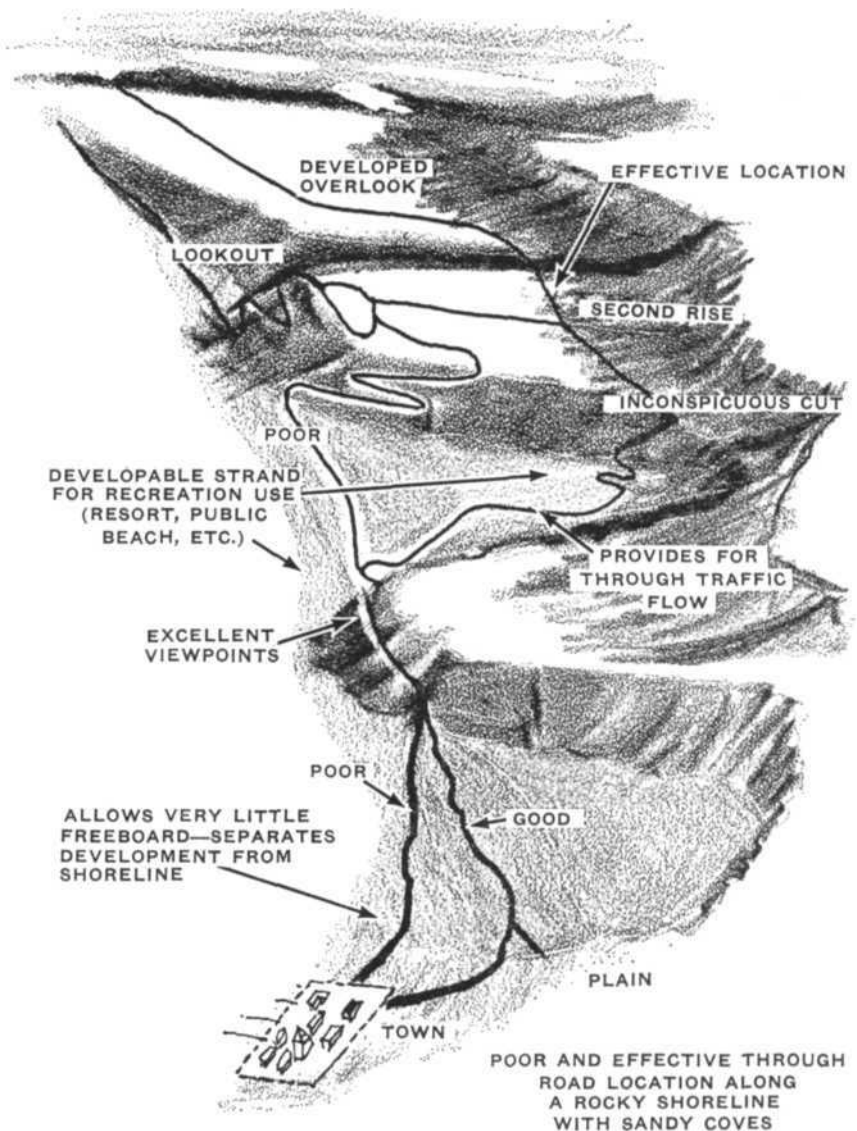 DEVELOPED
OVERLOOK
EFFECTIVE LOCATION
LOOKOUT
SECOND RISE
INCONSPICUOUS CUT
POOR
DEVELOPABLE STRAND
FOR RECREATION USE
(RESORT, PUBLIC
BEACH, ETC.)
PROVIDES FOR
THROUGH TRAFFIC
FLOW
EXCELLENT
VIEWPOINTS
POOR
GOOD
ALLOWS VERY LITTLE
FREEBOARD—SEPARATES
DEVELOPMENT FROM
SHORELINE
PLAIN
TOWN
POOR AND EFFECTIVE THROUGH
ROAD LOCATION ALONG
A ROCKY SHORELINE
WITH SANDY COVES